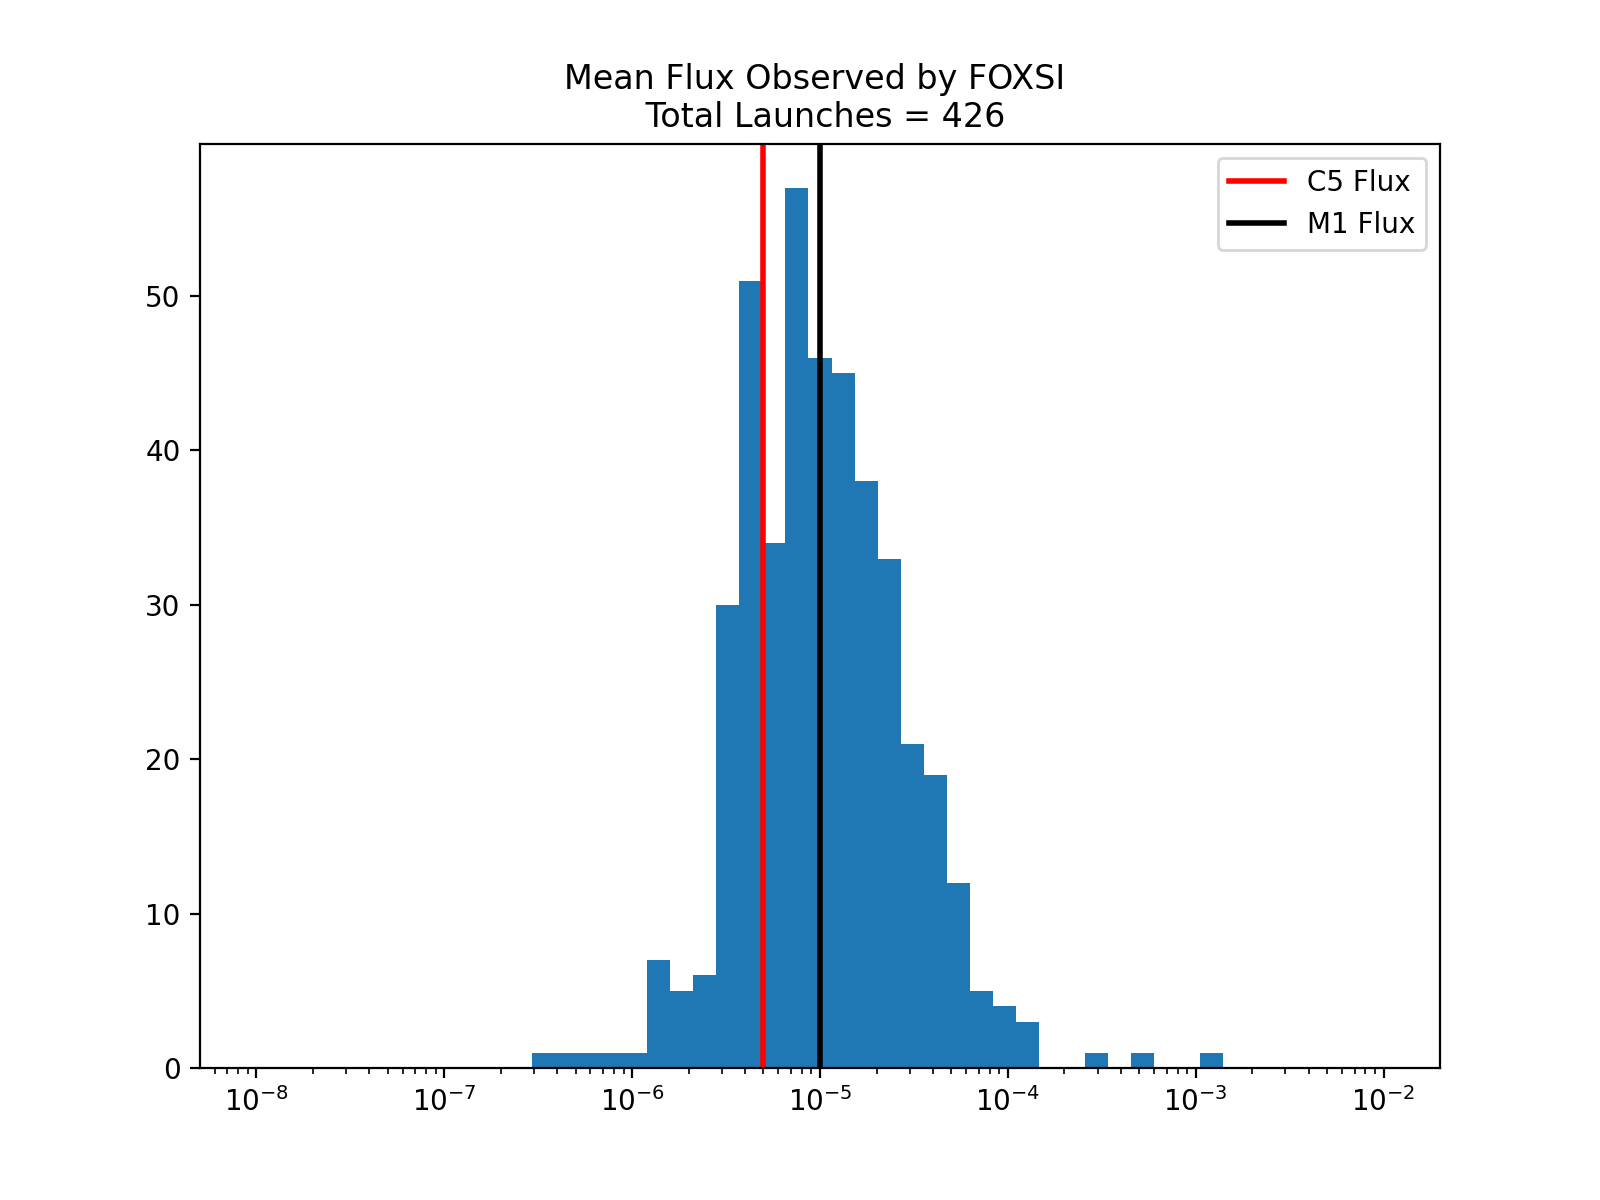 Mean Flux Observed by FOXSI
Total Launches = 426
C5 Flux
M1 Flux
50
40
30
20
10
0
10⁻⁸ 10⁻⁷ 10⁻⁶ 10⁻⁵ 10⁻⁴ 10⁻³ 10⁻²